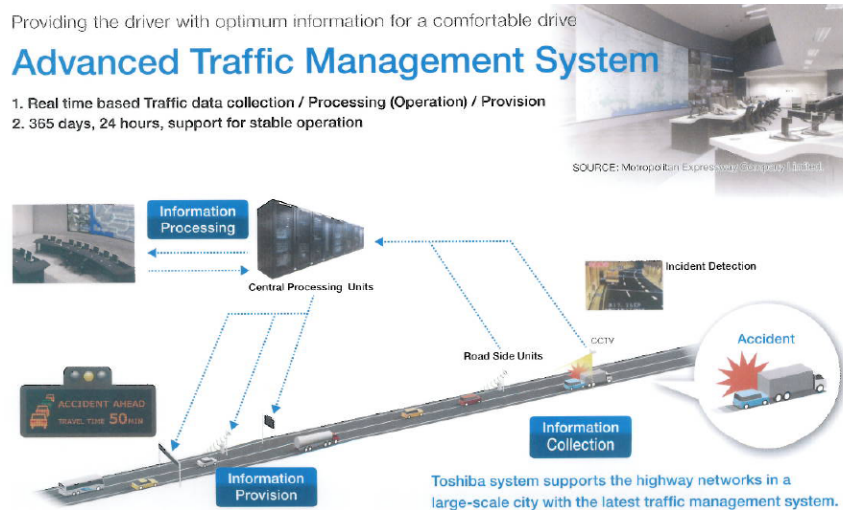 Providing the driver with optimum information for a comfortable drive
Advanced Traffic Management System
1. Real time based Traffic data collection / Processing (Operation) / Provision
2. 365 days, 24 hours, support for stable operation
SOURCE: Metropolitan Expressway Company Limited.
Information
Processing
Central Processing Units
Incident Detection
CCTV
Accident
Road Side Units
ACCIDENT AHEAD
TRAVEL TIME 50 MIN
Information
Collection
Information
Provision
Toshiba system supports the highway networks in a
large-scale city with the latest traffic management system.